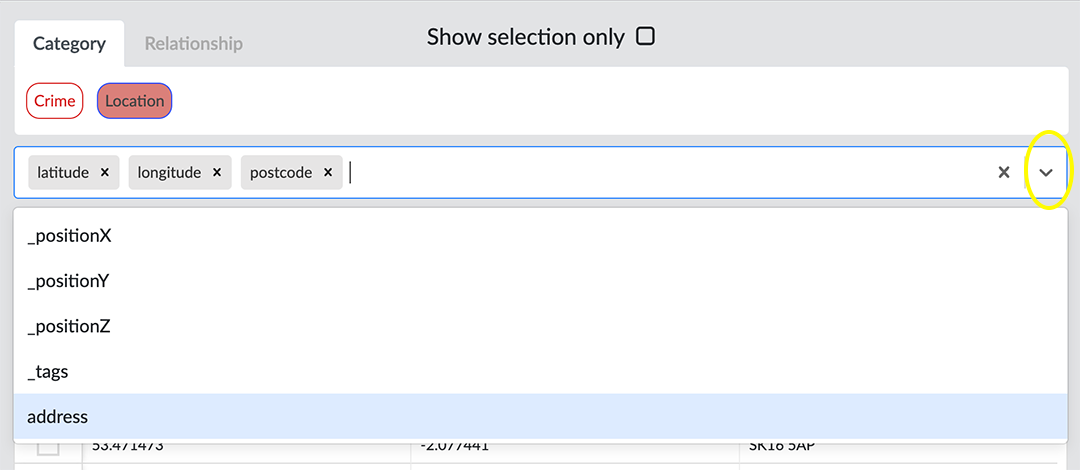 Category Relationship Show selection only
Crime Location
latitude × longitude × postcode ×
_positionX
_positionY
_positionZ
_tags
address
53.471473 -2.077441 SK16 5AP